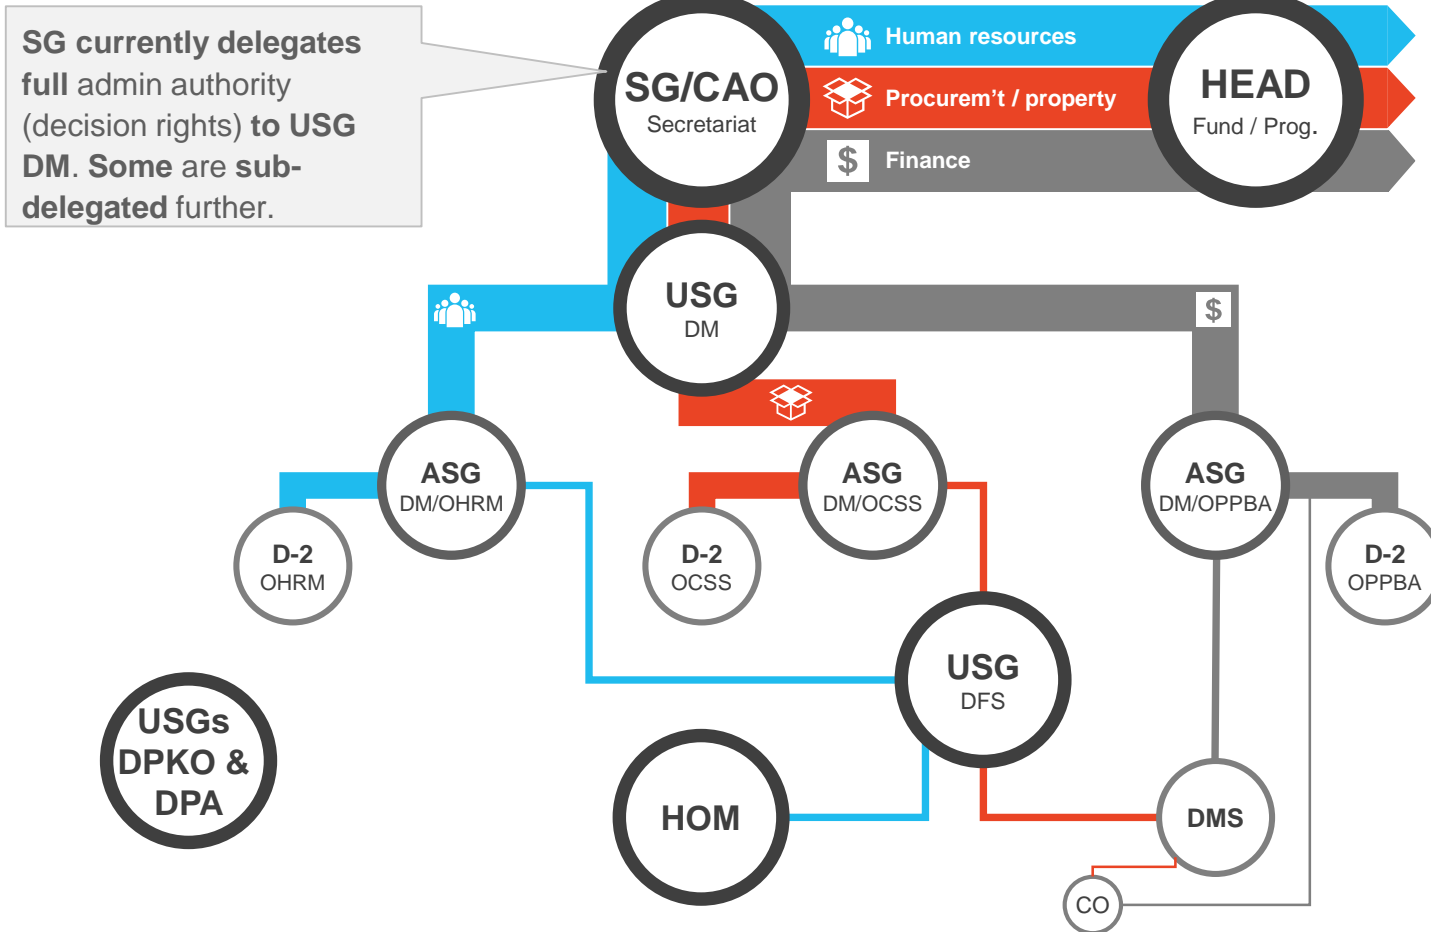 SG currently delegates
full admin authority
(decision rights) to USG
DM. Some are sub-
delegated further.
SG/CAO
Secretariat
Human resources
Procurem't / property
$ Finance
HEAD
Fund / Prog.
USG
DM
$
ASG
DM/OHRM
ASG
DM/OCSS
ASG
DM/OPPBA
D-2
OHRM
D-2
OCSS
D-2
OPPBA
USG
DFS
USGs
DPKO &
DPA
HOM
DMS
CO